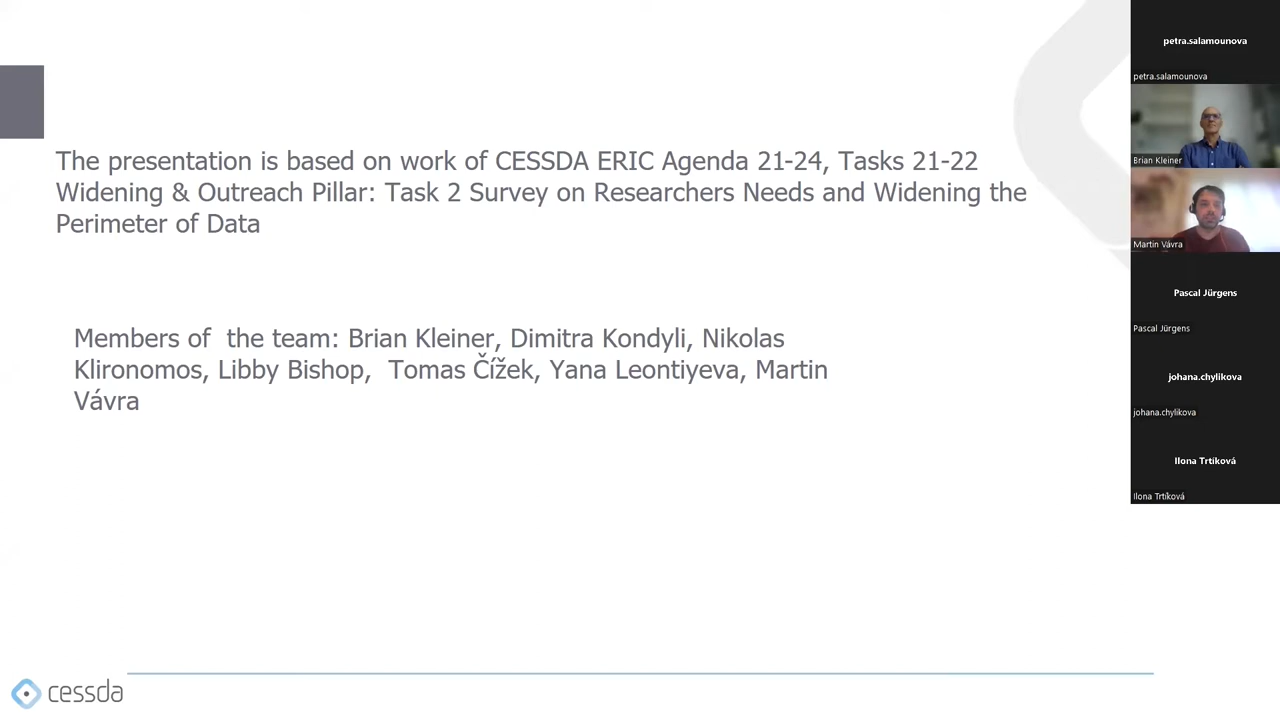 The presentation is based on work of CESSDA ERIC Agenda 21-24, Tasks 21-22
Widening & Outreach Pillar: Task 2 Survey on Researchers Needs and Widening the
Perimeter of Data
Members of  the team: Brian Kleiner, Dimitra Kondyli, Nikolas
Klironomos, Libby Bishop,  Tomas Čížek, Yana Leontiyeva, Martin
Vávra
cessda
petra.salamounova
petra.salamounova
Brian Kleiner
Martin Vávra
Pascal Jürgens
Pascal Jürgens
johana.chylikova
johana.chylikova
Ilona Trtíková
Ilona Trtíková